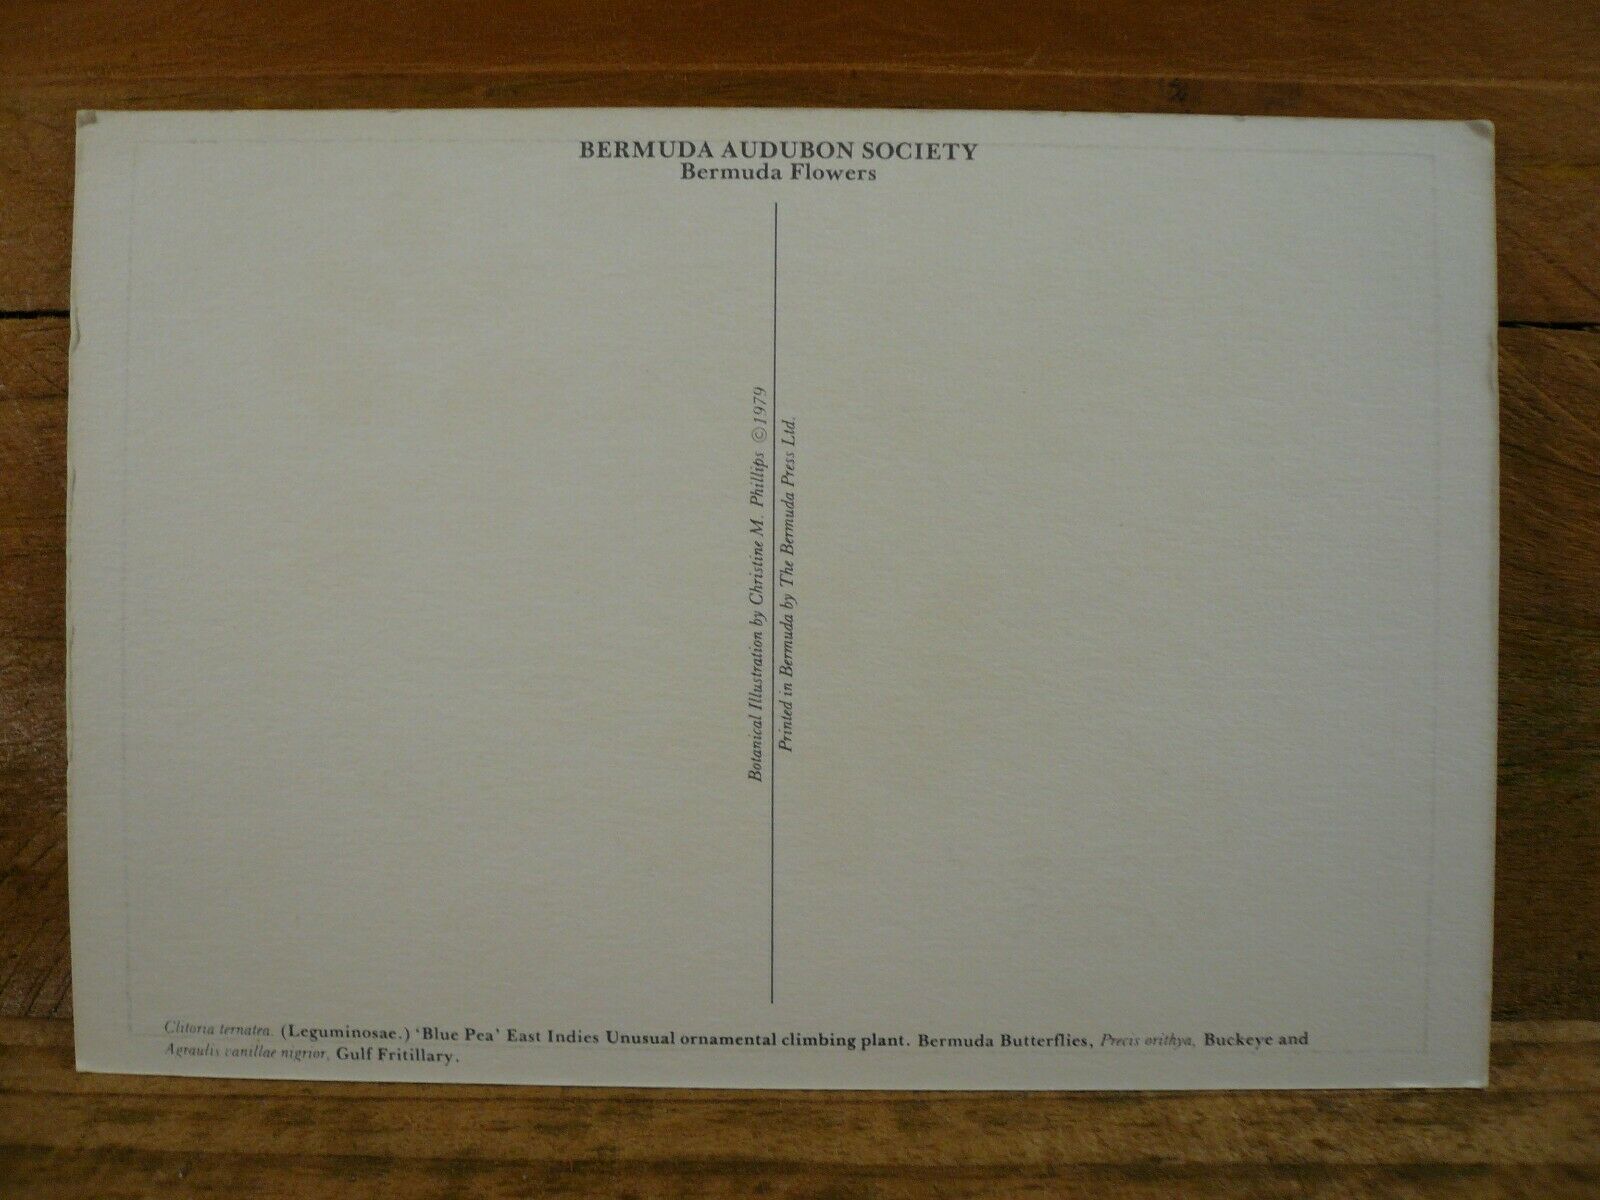 BERMUDA AUDUBON SOCIETY
Bermuda Flowers
Botanical Illustration by Christine M. Phillips ©1979
Printed in Bermuda by The Bermuda Press Ltd.
Clitoria ternatea. (Leguminosae.) ‘Blue Pea’ East Indies Unusual ornamental climbing plant. Bermuda Butterflies, Precis orithya, Buckeye and
Agraulis vanillae nigrior, Gulf Fritillary.